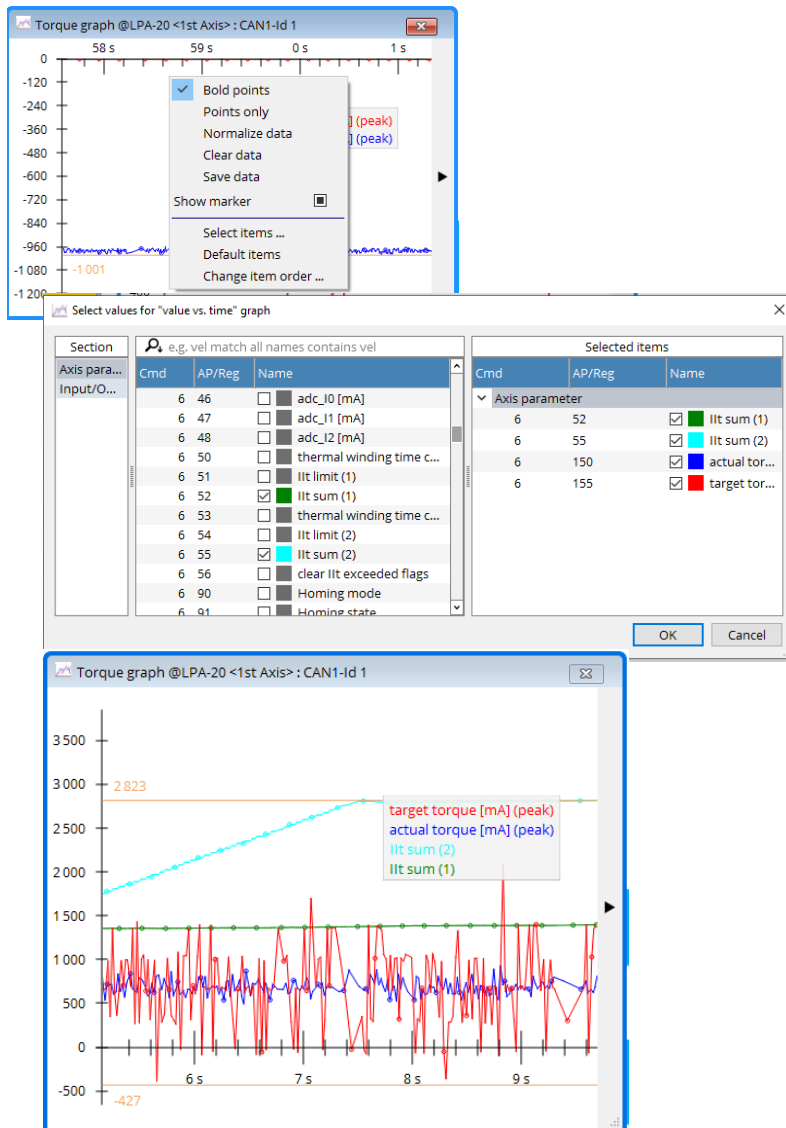 Torque graph @LPA-20 <1st Axis> : CAN1-Id 1
58 s 59 s 0 s 1 s
0
-120
-240
-360
-480
-600
-720
-840
-960
-1 080
-1 200
-1 001
] (peak)
] (peak)
Bold points
Points only
Normalize data
Clear data
Save data
Show marker
Select items ...
Default items
Change item order ...
Select values for "value vs. time" graph
Section
Axis para...
Input/O...
e.g. vel match all names contains vel
Cmd AP/Reg Name
6 46 adc_I0 [mA]
6 47 adc_I1 [mA]
6 48 adc_I2 [mA]
6 50 thermal winding time c...
6 51 IIt limit (1)
6 52 IIt sum (1)
6 53 thermal winding time c...
6 54 IIt limit (2)
6 55 IIt sum (2)
6 56 clear IIt exceeded flags
6 90 Homing mode
6 91 Homing state
Selected items
Cmd AP/Reg Name
Axis parameter
6 52 IIt sum (1)
6 55 IIt sum (2)
6 150 actual tor...
6 155 target tor...
OK Cancel
Torque graph @LPA-20 <1st Axis> : CAN1-Id 1
3 500
3 000
2 500
2 000
1 500
1 000
500
0
-500
2 823
target torque [mA] (peak)
actual torque [mA] (peak)
IIt sum (2)
IIt sum (1)
6 s 7 s 8 s 9 s
-427